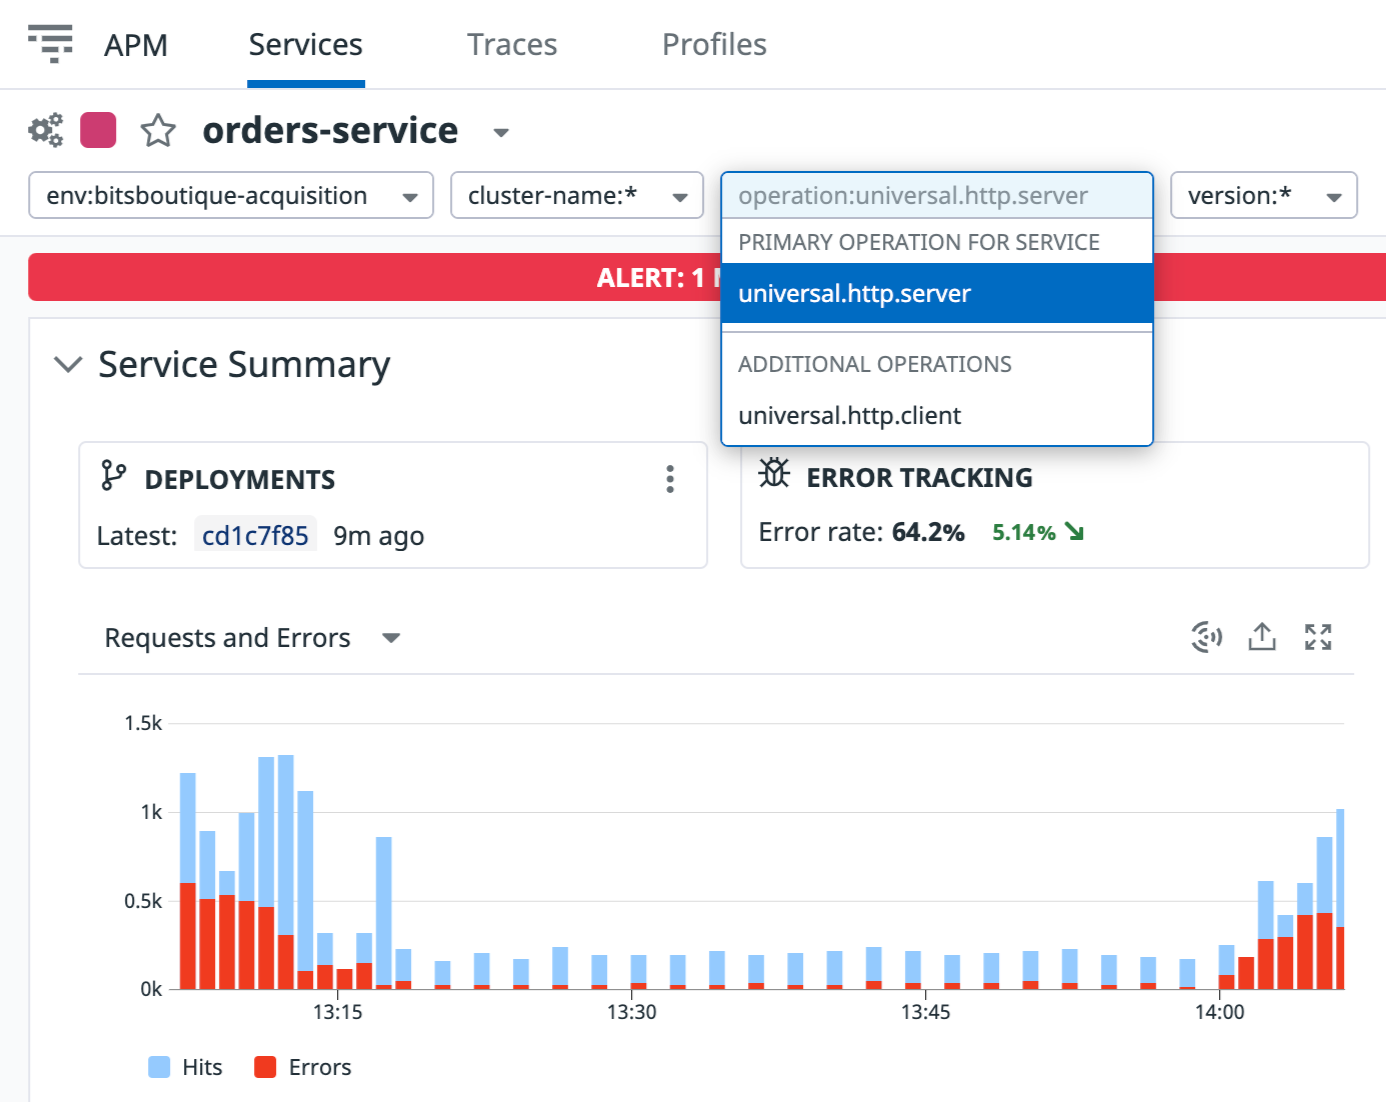 APM Services Traces Profiles
orders-service
env:bitsboutique-acquisition cluster-name:* operation:universal.http.server version:*
PRIMARY OPERATION FOR SERVICE
ALERT: 1
universal.http.server
Service Summary
ADDITIONAL OPERATIONS
universal.http.client
DEPLOYMENTS
Latest: cd1c7f85 9m ago
ERROR TRACKING
Error rate: 64.2% 5.14%
Requests and Errors
1.5k
1k
0.5k
0k
13:15 13:30 13:45 14:00
Hits Errors